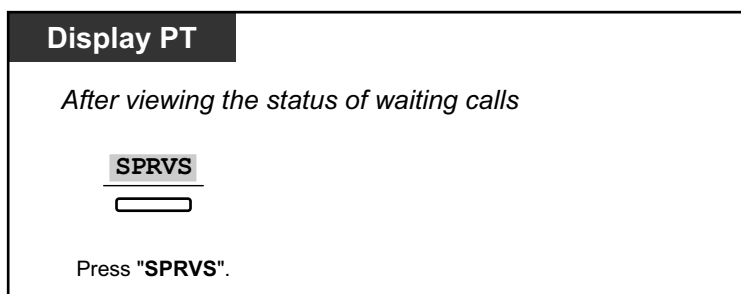 Display PT
After viewing the status of waiting calls
SPRVS
Press "SPRVS".